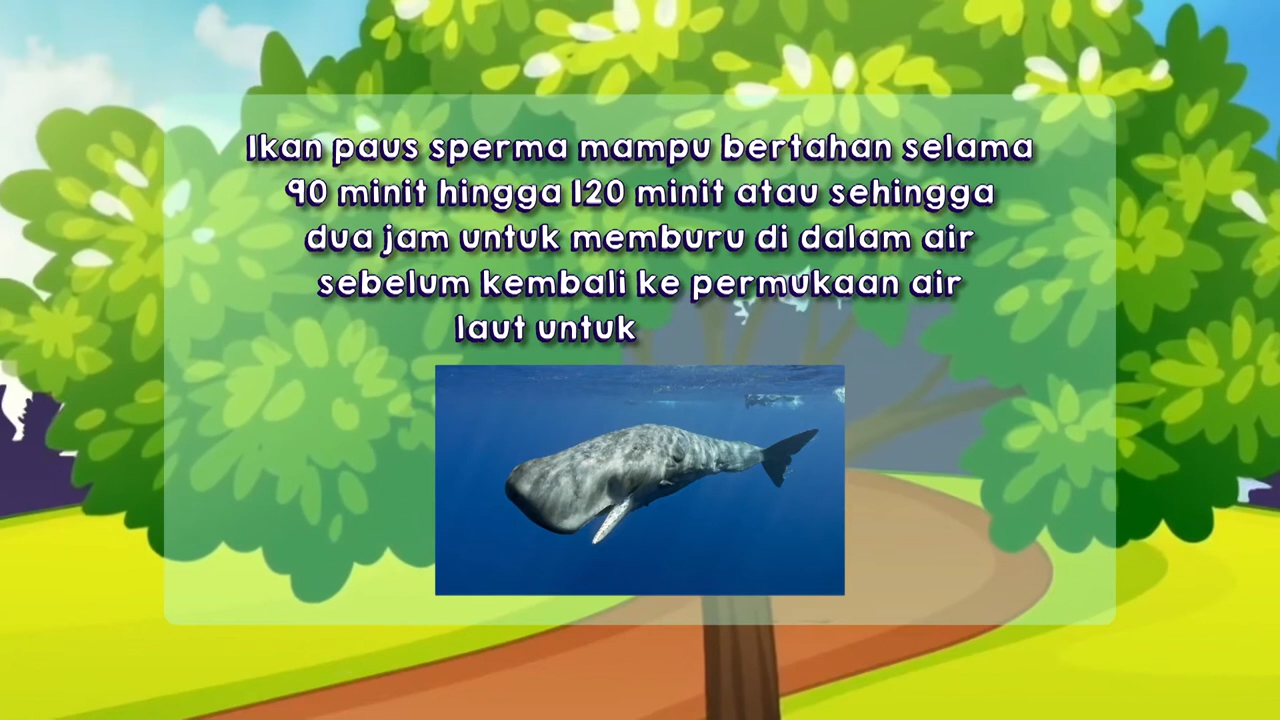 Ikan paus sperma mampu bertahan selama
90 minit hingga 120 minit atau sehingga
dua jam untuk memburu di dalam air
sebelum kembali ke permukaan air
laut untuk